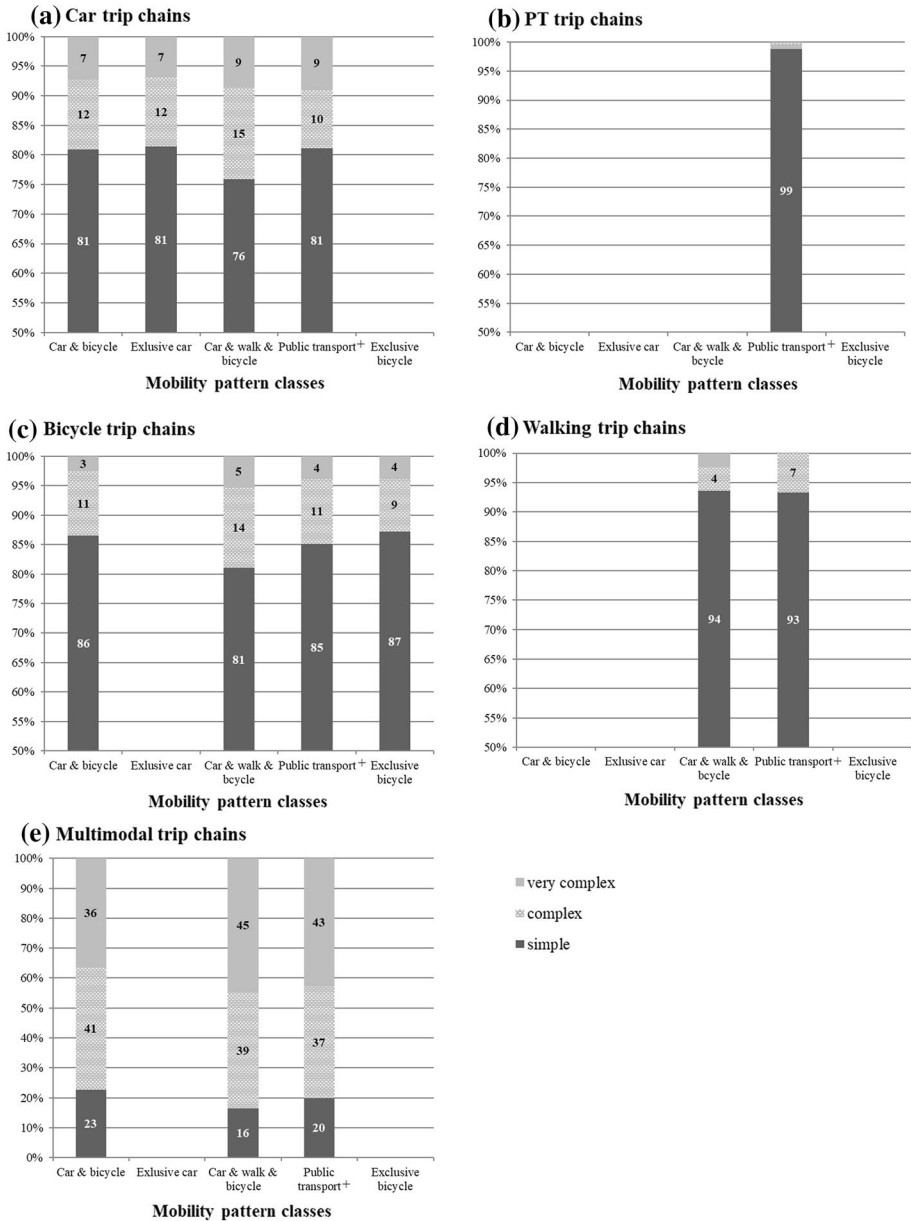 (a) Car trip chains
100%
95%
90%
85%
80%
75%
70%
65%
60%
55%
50%
7 7 9 9
12 12 15 10
81 81 76 81
Car & bicycle Exlusive car Car & walk & bicycle Public transport+ Exclusive bicycle
Mobility pattern classes
(b) PT trip chains
100%
95%
90%
85%
80%
75%
70%
65%
60%
55%
50%
99
Car & bicycle Exlusive car Car & walk & bicycle Public transport+ Exclusive bicycle
Mobility pattern classes
(c) Bicycle trip chains
100%
95%
90%
85%
80%
75%
70%
65%
60%
55%
50%
3 5 4 4
11 14 11 9
86 81 85 87
Car & bicycle Exlusive car Car & walk & bcycle Public transport+ Exclusive bicycle
Mobility pattern classes
(d) Walking trip chains
100%
95%
90%
85%
80%
75%
70%
65%
60%
55%
50%
4 7
94 93
Car & bicycle Exlusive car Car & walk & bcycle Public transport+ Exclusive bicycle
Mobility pattern classes
(e) Multimodal trip chains
100%
90%
80%
70%
60%
50%
40%
30%
20%
10%
0%
36 45 43
41 39 37
23 16 20
Car & bicycle Exlusive car Car & walk & bicycle Public transport+ Exclusive bicycle
Mobility pattern classes
very complex
complex
simple